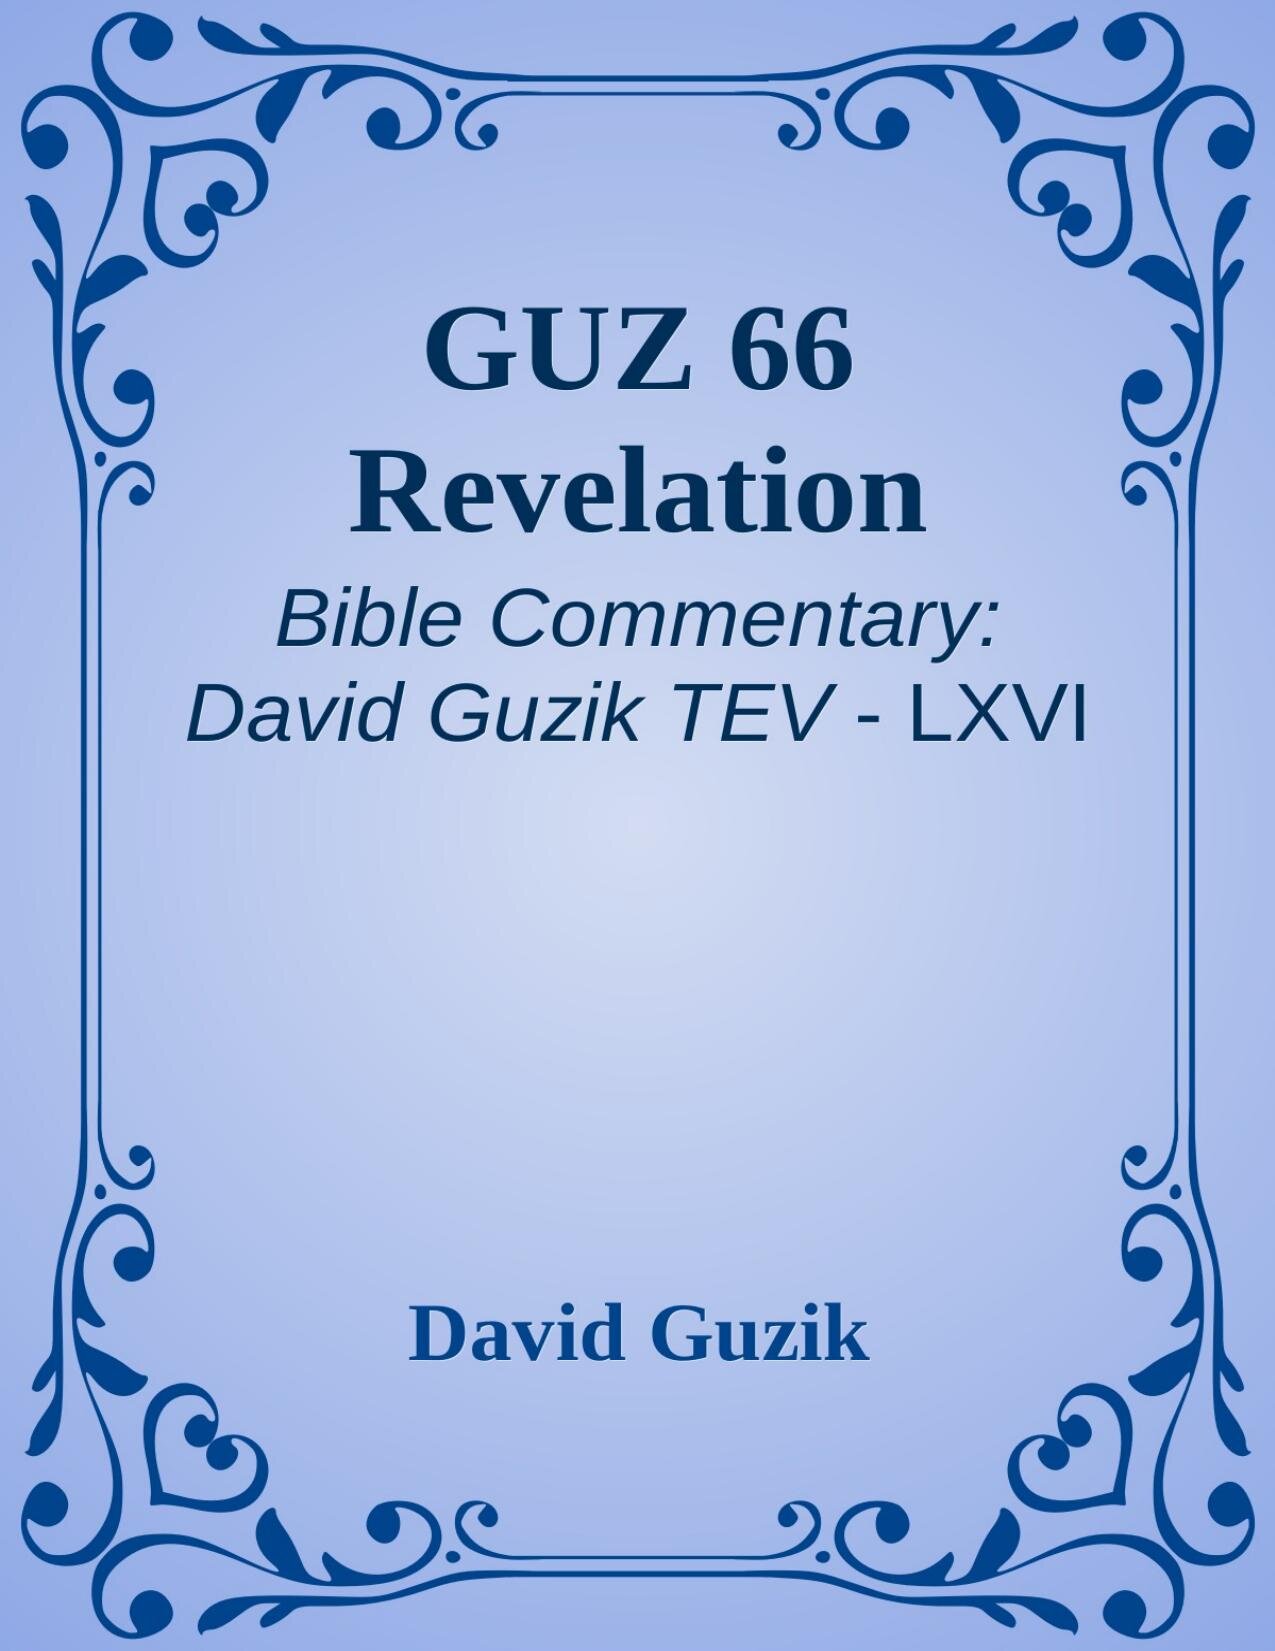 GUZ 66
Revelation
Bible Commentary:
David Guzik TEV - LXVI
David Guzik